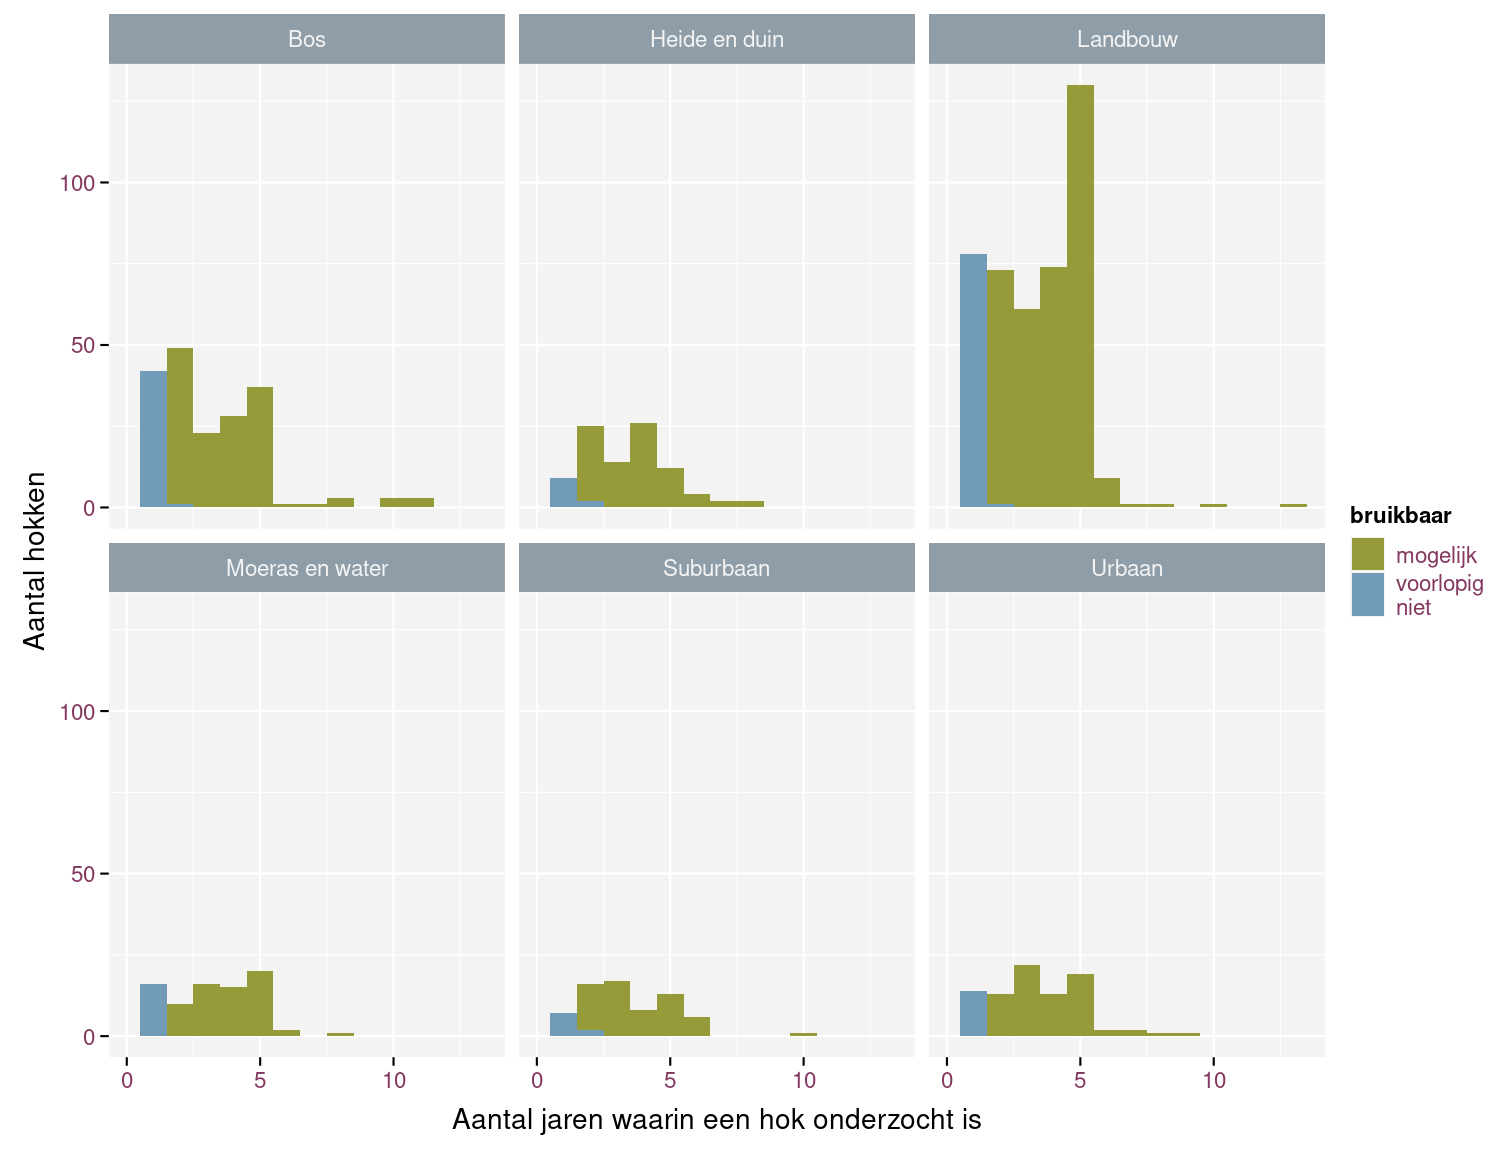 Bos
Heide en duin
Landbouw
100
50
0
Moeras en water
Suburbaan
Urbaan
100
50
0
0 5 10
0 5 10
0 5 10
Aantal jaren waarin een hok onderzocht is
Aantal hokken
bruikbaar
mogelijk
voorlopig
niet